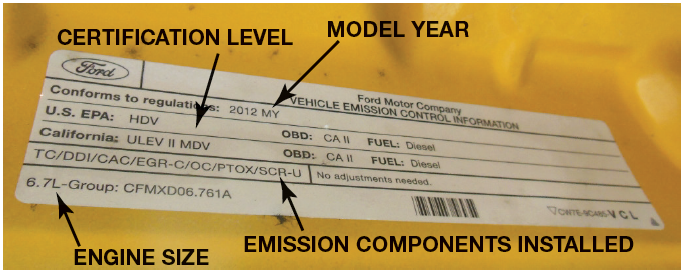 CERTIFICATION LEVEL
MODEL YEAR
Ford
Ford Motor Company
VEHICLE EMISSION CONTROL INFORMATION
Conforms to regulations: 2012 MY
U.S. EPA: HDV OBD: CA II FUEL: Diesel
California: ULEV II MDV OBD: CA II FUEL: Diesel
TC/DDI/CAC/EGR-C/OC/PTOX/SCR-U No adjustments needed.
6.7L-Group: CFMXD06.761A
VCL
ENGINE SIZE
EMISSION COMPONENTS INSTALLED